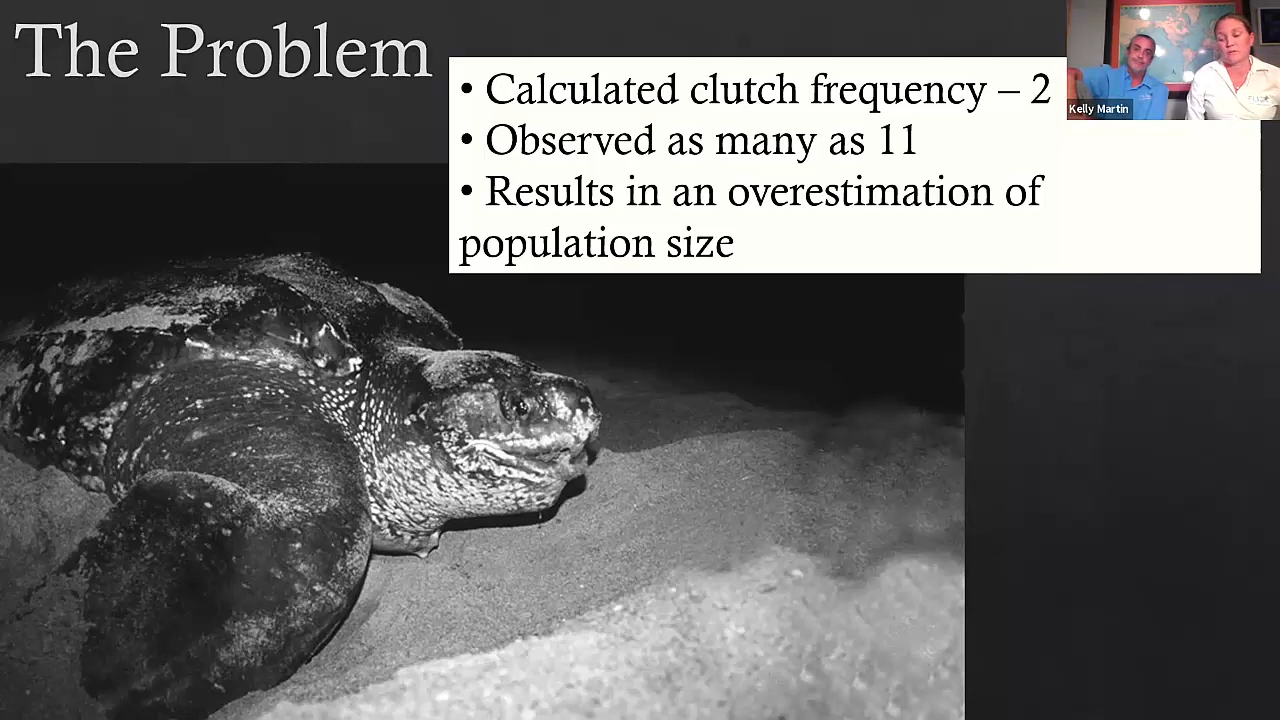 The Problem
• Calculated clutch frequency – 2
• Observed as many as 11
• Results in an overestimation of
population size
Kelly Martin